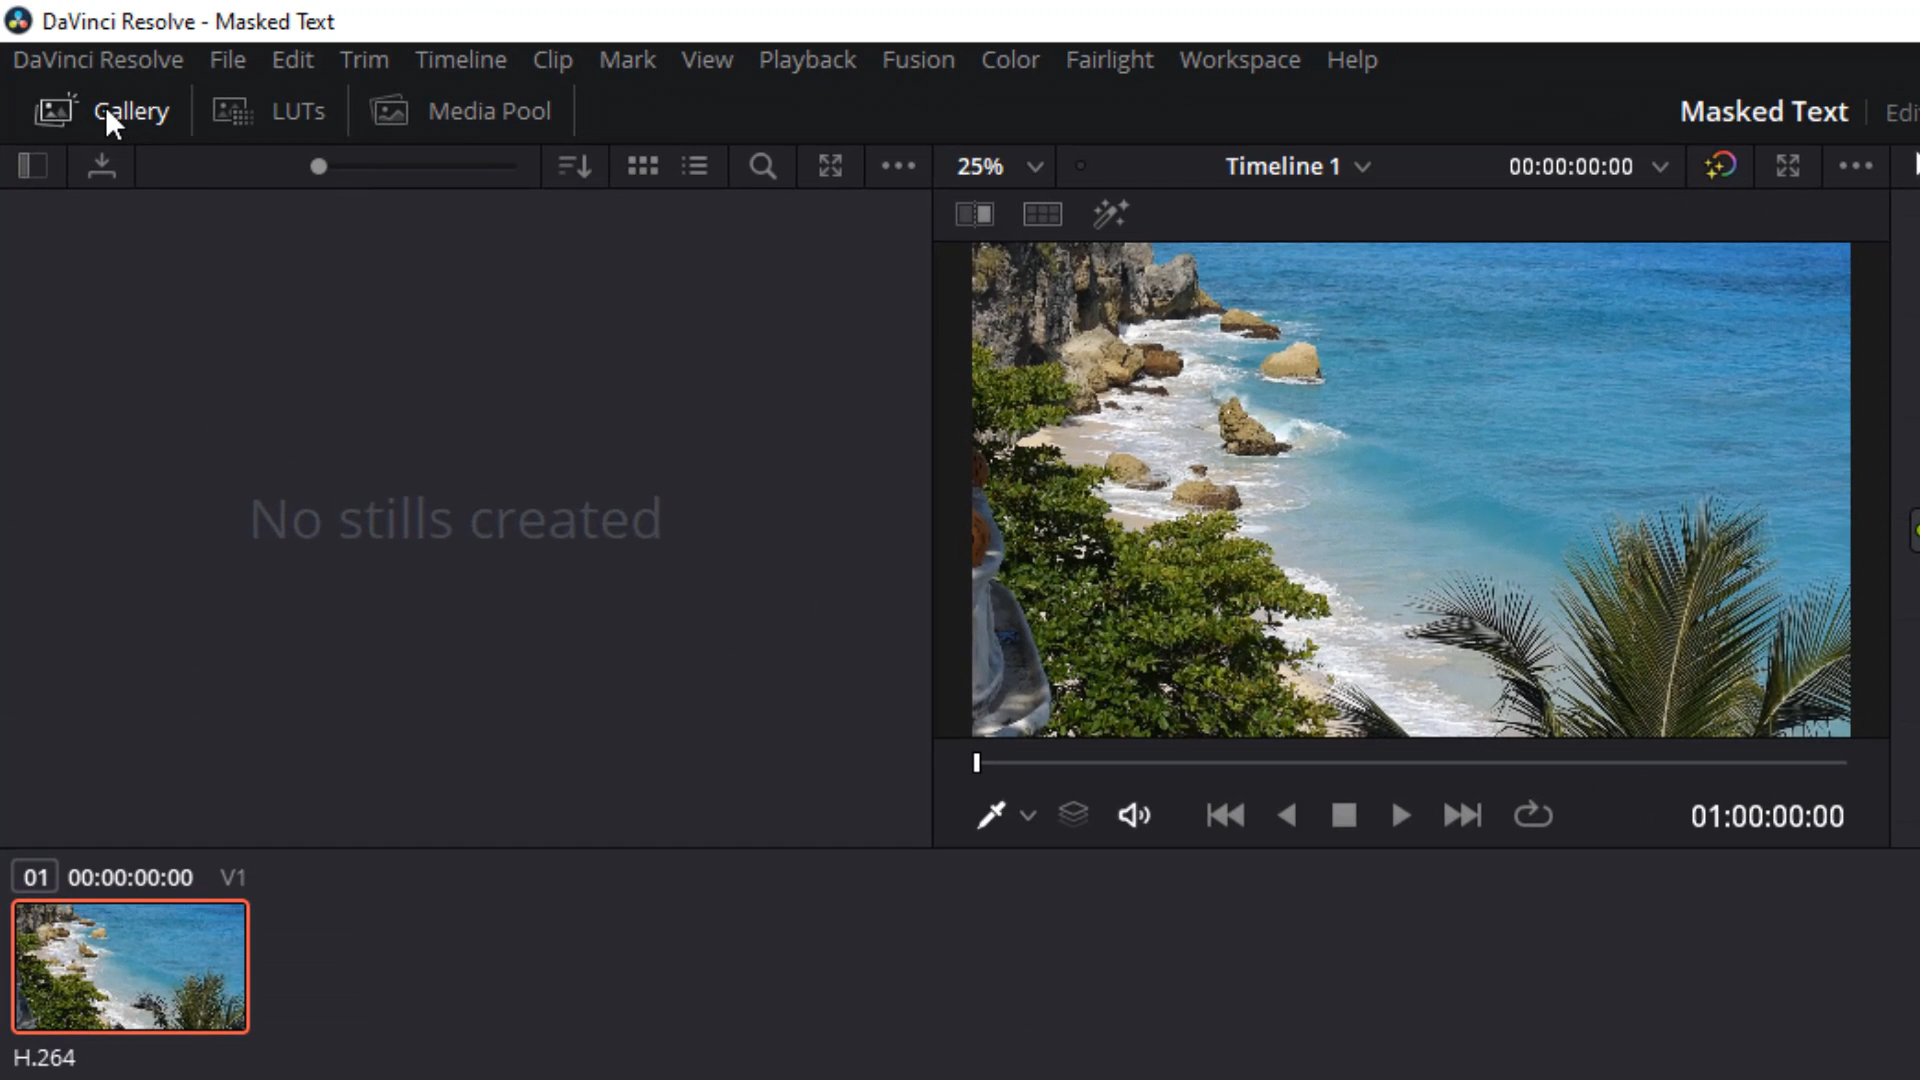 DaVinci Resolve - Masked Text
DaVinci Resolve File Edit Trim Timeline Clip Mark View Playback Fusion Color Fairlight Workspace Help
Gallery LUTs Media Pool Masked Text
25% Timeline 1 00:00:00:00
No stills created
01:00:00:00
01 00:00:00:00 V1
H.264